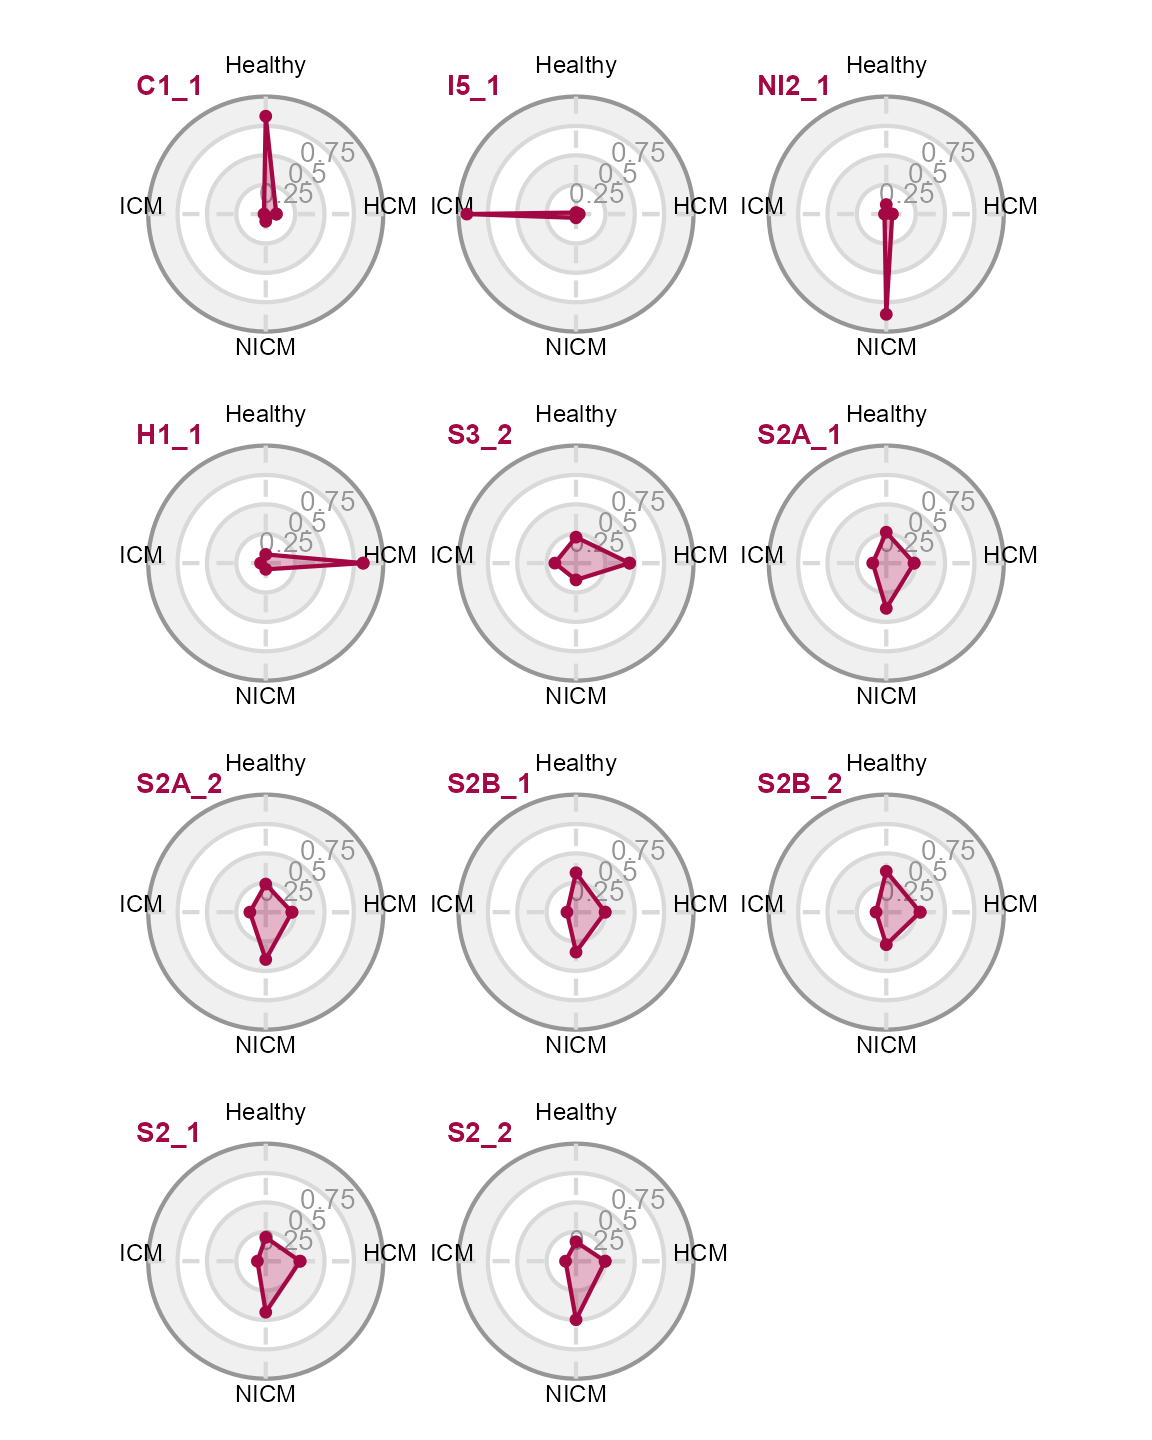 Healthy Healthy Healthy
C1_1 I5_1 NI2_1
0.75 0.75 0.75
0.5 0.5 0.5
0.25 0.25 0.25
ICM HCM ICM HCM ICM HCM
NICM NICM NICM
Healthy Healthy Healthy
H1_1 S3_2 S2A_1
0.75 0.75 0.75
0.5 0.5 0.5
0.25 0.25 0.25
ICM HCM ICM HCM ICM HCM
NICM NICM NICM
Healthy Healthy Healthy
S2A_2 S2B_1 S2B_2
0.75 0.75 0.75
0.5 0.5 0.5
0.25 0.25 0.25
ICM HCM ICM HCM ICM HCM
NICM NICM NICM
Healthy Healthy
S2_1 S2_2
0.75 0.75
0.5 0.5
0.25 0.25
ICM HCM ICM HCM
NICM NICM